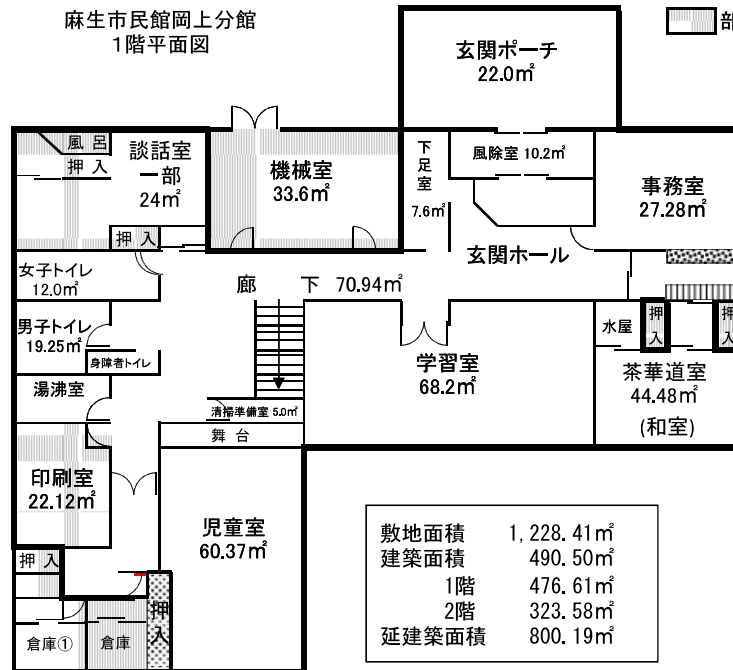 麻生市民館岡上分館
1階平面図
部
玄関ポーチ
22.0㎡
風呂
押入
談話室
一部
24㎡
押入
機械室
33.6㎡
下足室
7.6㎡
風除室 10.2㎡
事務室
27.28㎡
玄関ホール
女子トイレ
12.0㎡
廊 下 70.94㎡
男子トイレ
19.25㎡
身障者トイレ
学習室
68.2㎡
水屋
押入
押入
茶華道室
44.48㎡
(和室)
湯沸室
清掃準備室 5.0㎡
舞台
印刷室
22.12㎡
児童室
60.37㎡
押入
押入
倉庫①
倉庫
敷地面積 1,228.41㎡
建築面積 490.50㎡
1階 476.61㎡
2階 323.58㎡
延建築面積 800.19㎡